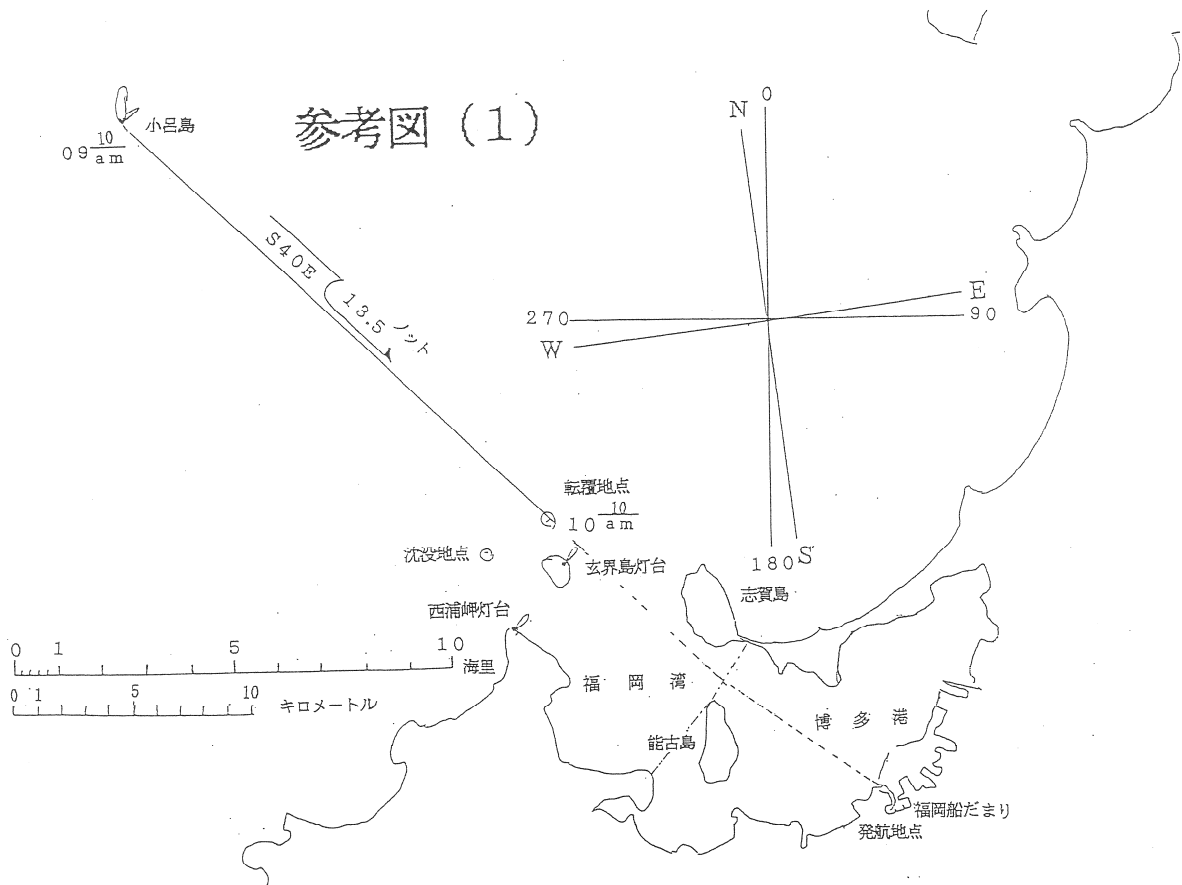 参考図（１）
小呂島
09 10/am
S40E
13.5 ノット
0
N
E
90
270
W
180
S
転覆地点
10 10/am
沈没地点
玄界島灯台
志賀島
西浦岬灯台
0 1 5 10 海里
0 1 5 10 キロメートル
福岡湾
博多港
能古島
福岡船だまり
発航地点